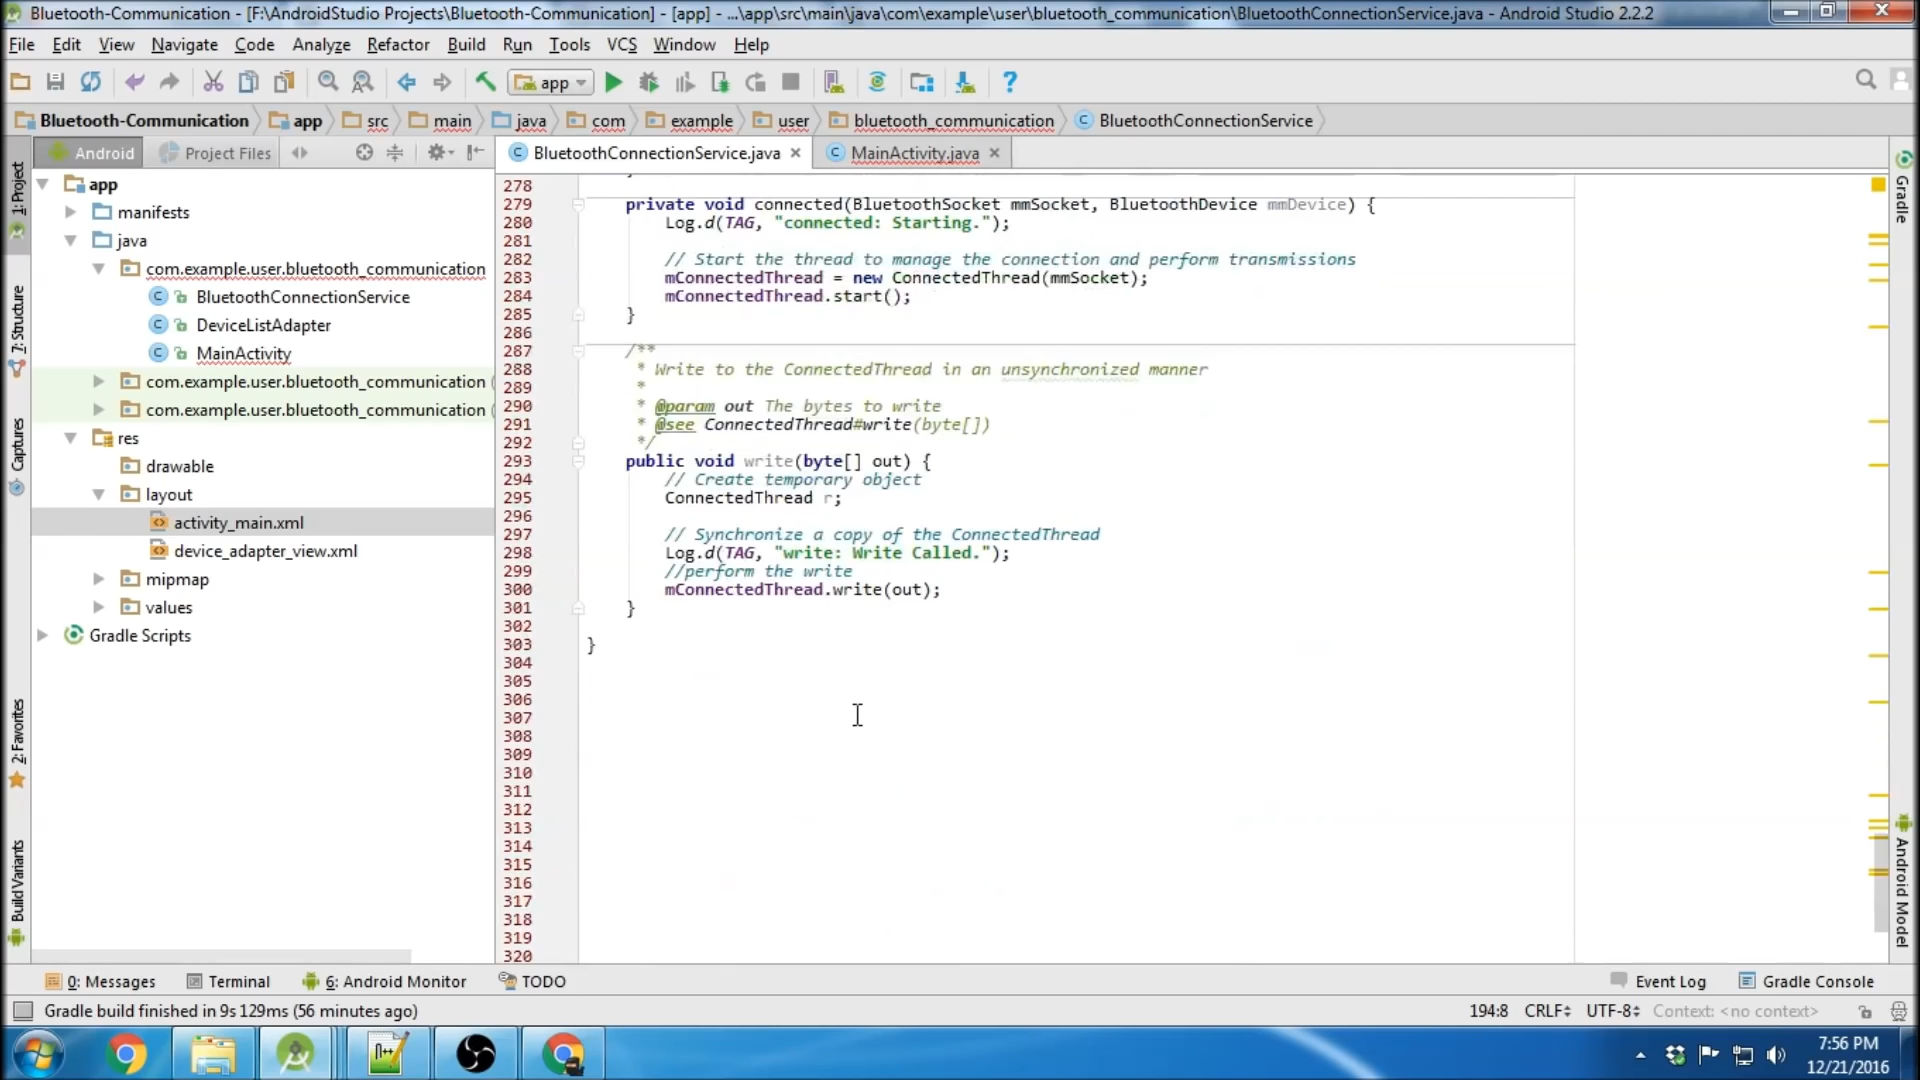 Bluetooth-Communication - [F:\AndroidStudio Projects\Bluetooth-Communication] - [app] - ...\app\src\main\java\com\example\user\bluetooth_communication\BluetoothConnectionService.java - Android Studio 2.2.2
File Edit View Navigate Code Analyze Refactor Build Run Tools VCS Window Help
app
Bluetooth-Communication app src main java com example user bluetooth_communication BluetoothConnectionService
Android Project Files BluetoothConnectionService.java MainActivity.java
1: Project
7: Structure
Captures
2: Favorites
Build Variants
app
manifests
java
com.example.user.bluetooth_communication
BluetoothConnectionService
DeviceListAdapter
MainActivity
com.example.user.bluetooth_communication (
com.example.user.bluetooth_communication (
res
drawable
layout
activity_main.xml
device_adapter_view.xml
mipmap
values
Gradle Scripts
278
279 private void connected(BluetoothSocket mmSocket, BluetoothDevice mmDevice) {
280 Log.d(TAG, "connected: Starting.");
281
282 // Start the thread to manage the connection and perform transmissions
283 mConnectedThread = new ConnectedThread(mmSocket);
284 mConnectedThread.start();
285 }
286
287 /**
288 * Write to the ConnectedThread in an unsynchronized manner
289 *
290 * @param out The bytes to write
291 * @see ConnectedThread#write(byte[])
292 */
293 public void write(byte[] out) {
294 // Create temporary object
295 ConnectedThread r;
296
297 // Synchronize a copy of the ConnectedThread
298 Log.d(TAG, "write: Write Called.");
299 //perform the write
300 mConnectedThread.write(out);
301 }
302
303 }
304
305
306
307
308
309
310
311
312
313
314
315
316
317
318
319
320
Gradle
Android Model
0: Messages Terminal 6: Android Monitor TODO Event Log Gradle Console
Gradle build finished in 9s 129ms (56 minutes ago) 194:8 CRLF UTF-8 Context: <no context>
7:56 PM
12/21/2016